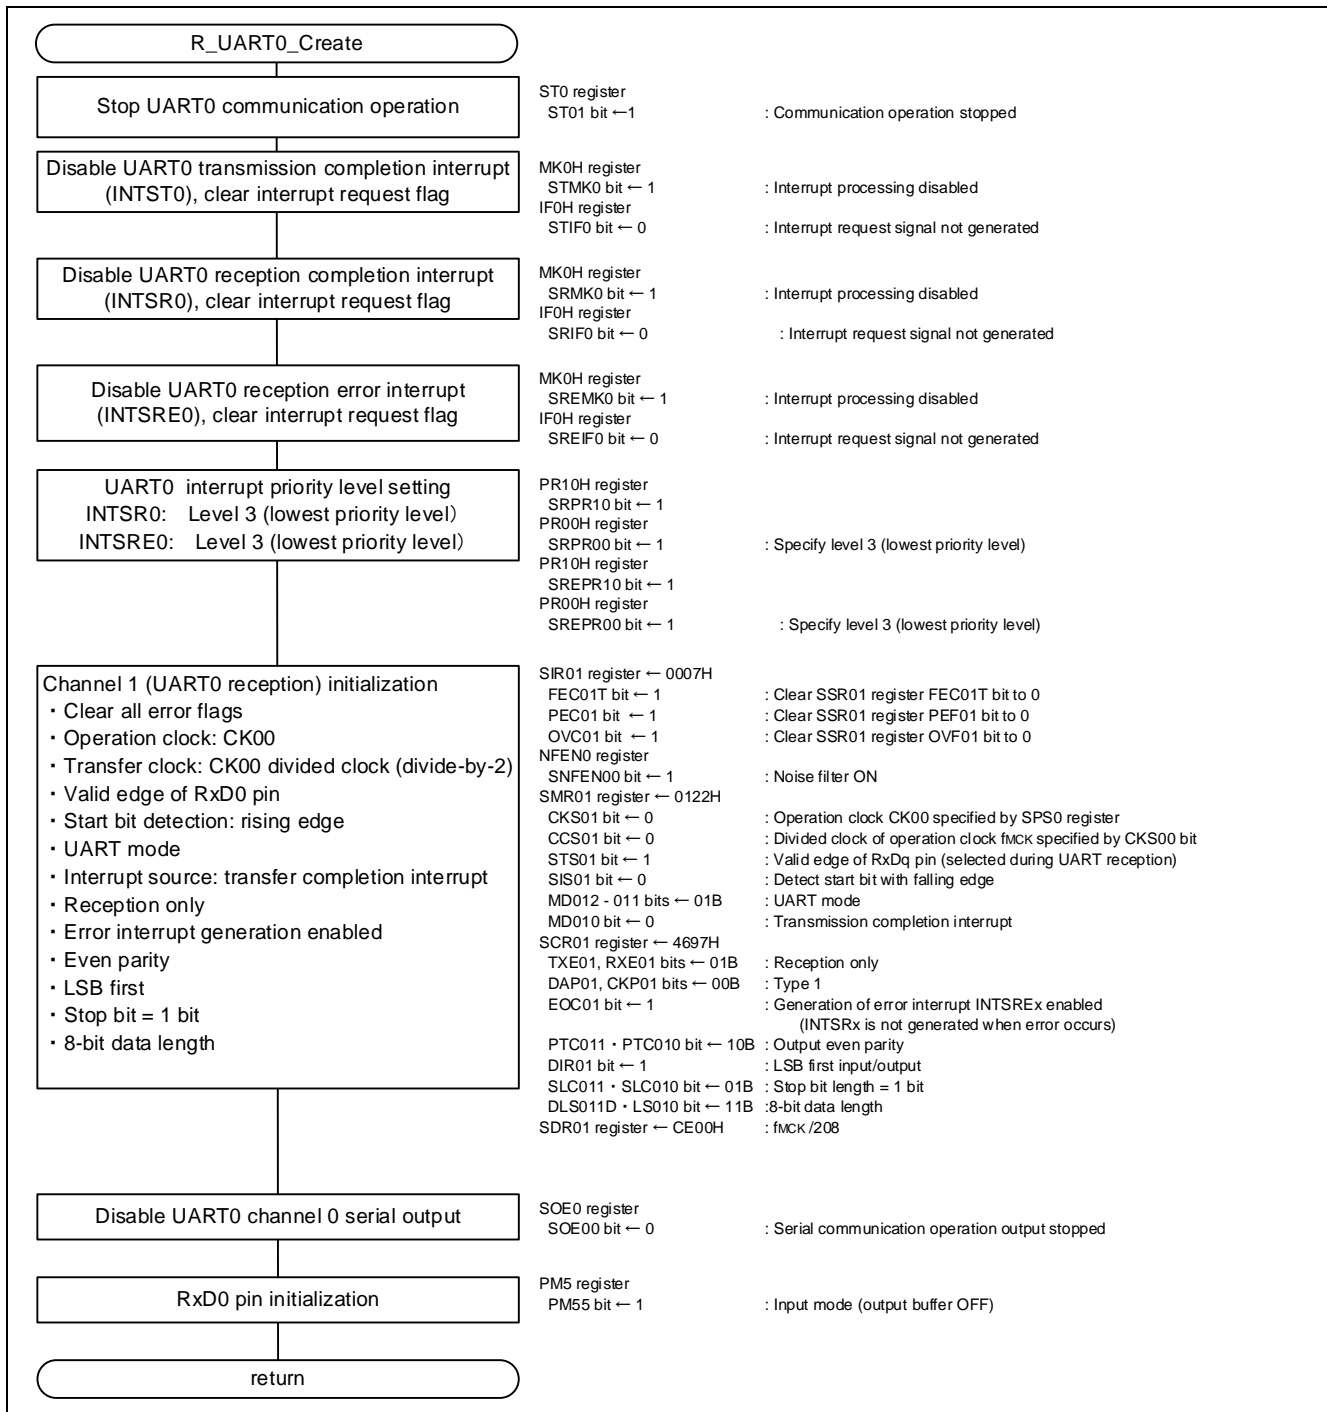 R_UART0_Create
Stop UART0 communication operation
ST0 register
ST01 bit ←1 : Communication operation stopped
Disable UART0 transmission completion interrupt
(INTST0), clear interrupt request flag
MK0H register
STMK0 bit ← 1 : Interrupt processing disabled
IF0H register
STIF0 bit ← 0 : Interrupt request signal not generated
Disable UART0 reception completion interrupt
(INTSR0), clear interrupt request flag
MK0H register
SRMK0 bit ← 1 : Interrupt processing disabled
IF0H register
SRIF0 bit ← 0 : Interrupt request signal not generated
Disable UART0 reception error interrupt
(INTSRE0), clear interrupt request flag
MK0H register
SREMK0 bit ← 1 : Interrupt processing disabled
IF0H register
SREIF0 bit ← 0 : Interrupt request signal not generated
UART0 interrupt priority level setting
INTSR0: Level 3 (lowest priority level)
INTSRE0: Level 3 (lowest priority level)
PR10H register
SRPR10 bit ← 1
PR00H register
SRPR00 bit ← 1 : Specify level 3 (lowest priority level)
PR10H register
SREPR10 bit ← 1
PR00H register
SREPR00 bit ← 1 : Specify level 3 (lowest priority level)
Channel 1 (UART0 reception) initialization
・Clear all error flags
・Operation clock: CK00
・Transfer clock: CK00 divided clock (divide-by-2)
・Valid edge of RxD0 pin
・Start bit detection: rising edge
・UART mode
・Interrupt source: transfer completion interrupt
・Reception only
・Error interrupt generation enabled
・Even parity
・LSB first
・Stop bit = 1 bit
・8-bit data length
SIR01 register ← 0007H
FEC01T bit ← 1 : Clear SSR01 register FEC01T bit to 0
PEC01 bit ← 1 : Clear SSR01 register PEF01 bit to 0
OVC01 bit ← 1 : Clear SSR01 register OVF01 bit to 0
NFEN0 register
SNFEN00 bit ← 1 : Noise filter ON
SMR01 register ← 0122H
CKS01 bit ← 0 : Operation clock CK00 specified by SPS0 register
CCS01 bit ← 0 : Divided clock of operation clock fMCK specified by CKS00 bit
STS01 bit ← 1 : Valid edge of RxDq pin (selected during UART reception)
SIS01 bit ← 0 : Detect start bit with falling edge
MD012 - 011 bits ← 01B : UART mode
MD010 bit ← 0 : Transmission completion interrupt
SCR01 register ← 4697H
TXE01, RXE01 bits ← 01B : Reception only
DAP01, CKP01 bits ← 00B : Type 1
EOC01 bit ← 1 : Generation of error interrupt INTSREx enabled
(INTSRx is not generated when error occurs)
PTC011・PTC010 bit ← 10B : Output even parity
DIR01 bit ← 1 : LSB first input/output
SLC011・SLC010 bit ← 01B : Stop bit length = 1 bit
DLS011D・LS010 bit ← 11B :8-bit data length
SDR01 register ← CE00H : fMCK /208
Disable UART0 channel 0 serial output
SOE0 register
SOE00 bit ← 0 : Serial communication operation output stopped
RxD0 pin initialization
PM5 register
PM55 bit ← 1 : Input mode (output buffer OFF)
return